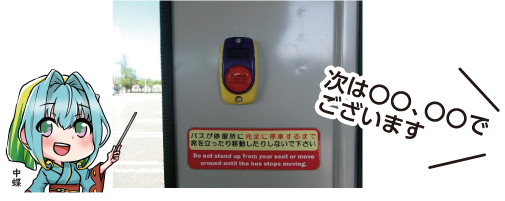 次は〇〇、〇〇で
ございます
バスが停留所に完全に停車するまで
席を立ったり移動したりしないで下さい
Do not stand up from your seat or move
around until the bus stops moving.
中蝶